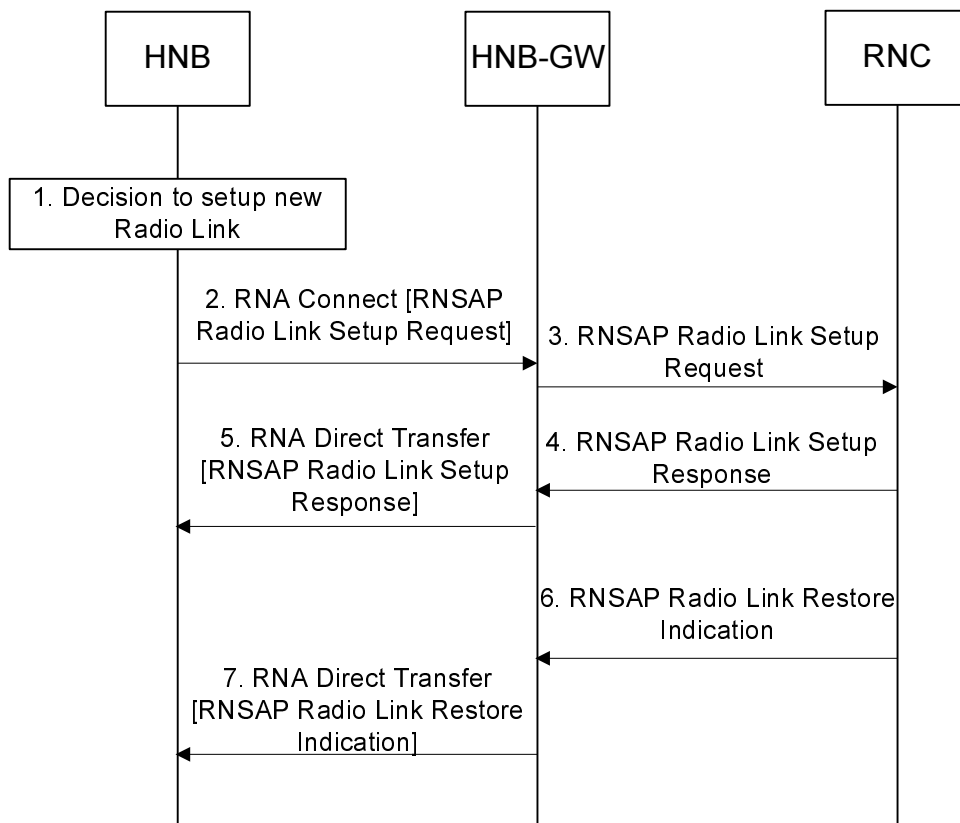 HNB
HNB-GW
RNC
1. Decision to setup new
Radio Link
2. RNA Connect [RNSAP
Radio Link Setup Request]
3. RNSAP Radio Link Setup
Request
5. RNA Direct Transfer
[RNSAP Radio Link Setup
Response]
4. RNSAP Radio Link Setup
Response
6. RNSAP Radio Link Restore
Indication
7. RNA Direct Transfer
[RNSAP Radio Link Restore
Indication]